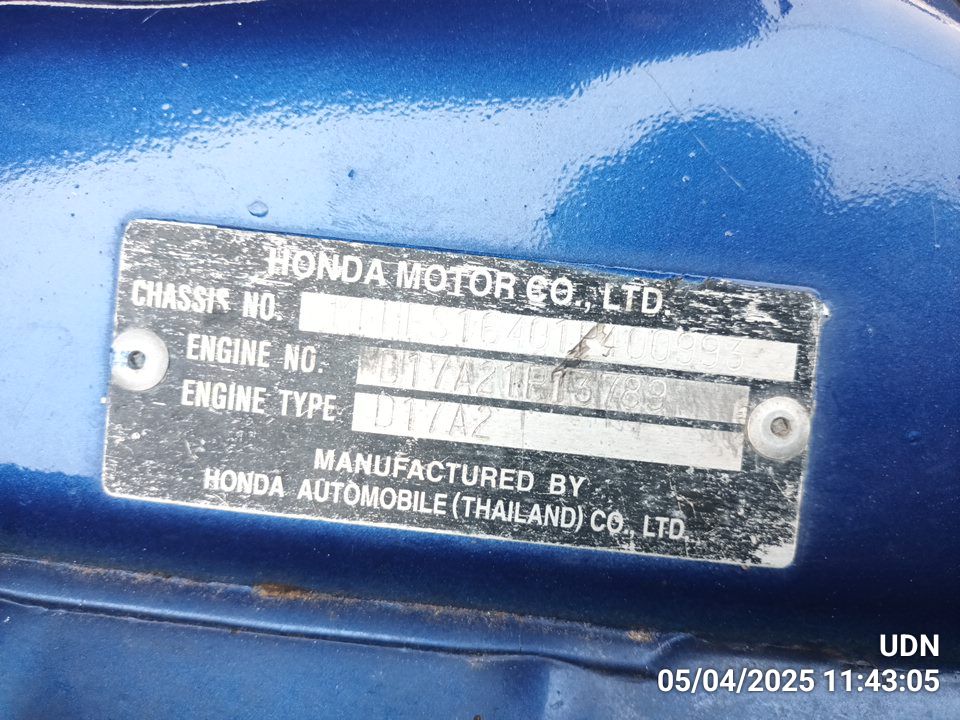 HONDA MOTOR CO., LTD.
CHASSIS NO.
ENGINE NO.
ENGINE TYPE D17A2
MANUFACTURED BY
HONDA AUTOMOBILE (THAILAND) CO., LTD.
UDN
05/04/2025 11:43:05